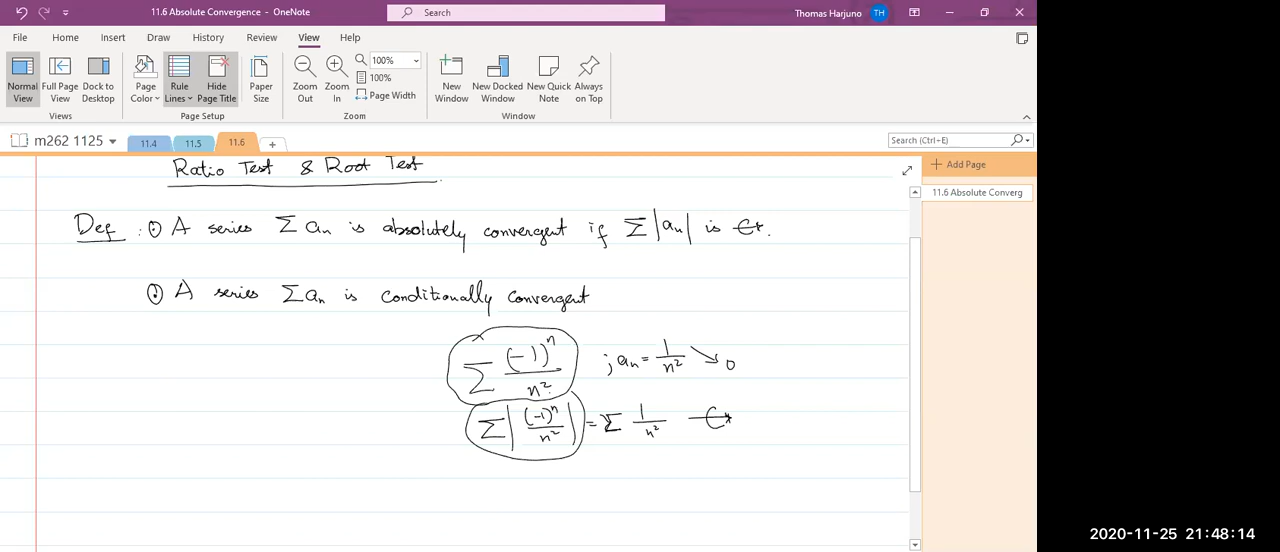 11.6 Absolute Convergence - OneNote
Search
Thomas Harjuno TH
File Home Insert Draw History Review View Help
Normal View
Full Page View
Dock to Desktop
Page Color
Rule Lines
Hide Page Title
Paper Size
Zoom Out
Zoom In
100%
100%
Page Width
New Window
New Docked Window
New Quick Note
Always on Top
Views Page Setup Zoom Window
m262 1125 11.4 11.5 11.6 +
Search (Ctrl+E)
Add Page
11.6 Absolute Converg
Ratio Test & Root Test
Def : ① A series Σ an is absolutely convergent if Σ |an| is
② A series Σ an is conditionally convergent
Σ (-1)^n / n² ; an = 1/n² ↘ 0
Σ |(-1)^n / n²| = Σ 1/n²
2020-11-25 21:48:14